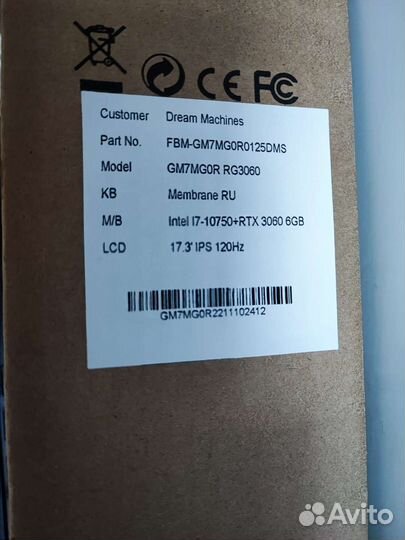 CE FC
Customer Dream Machines
Part No. FBM-GM7MG0R0125DMS
Model GM7MG0R RG3060
KB Membrane RU
M/B Intel I7-10750+RTX 3060 6GB
LCD 17.3' IPS 120Hz
GM7MG0R2211102412
Avito